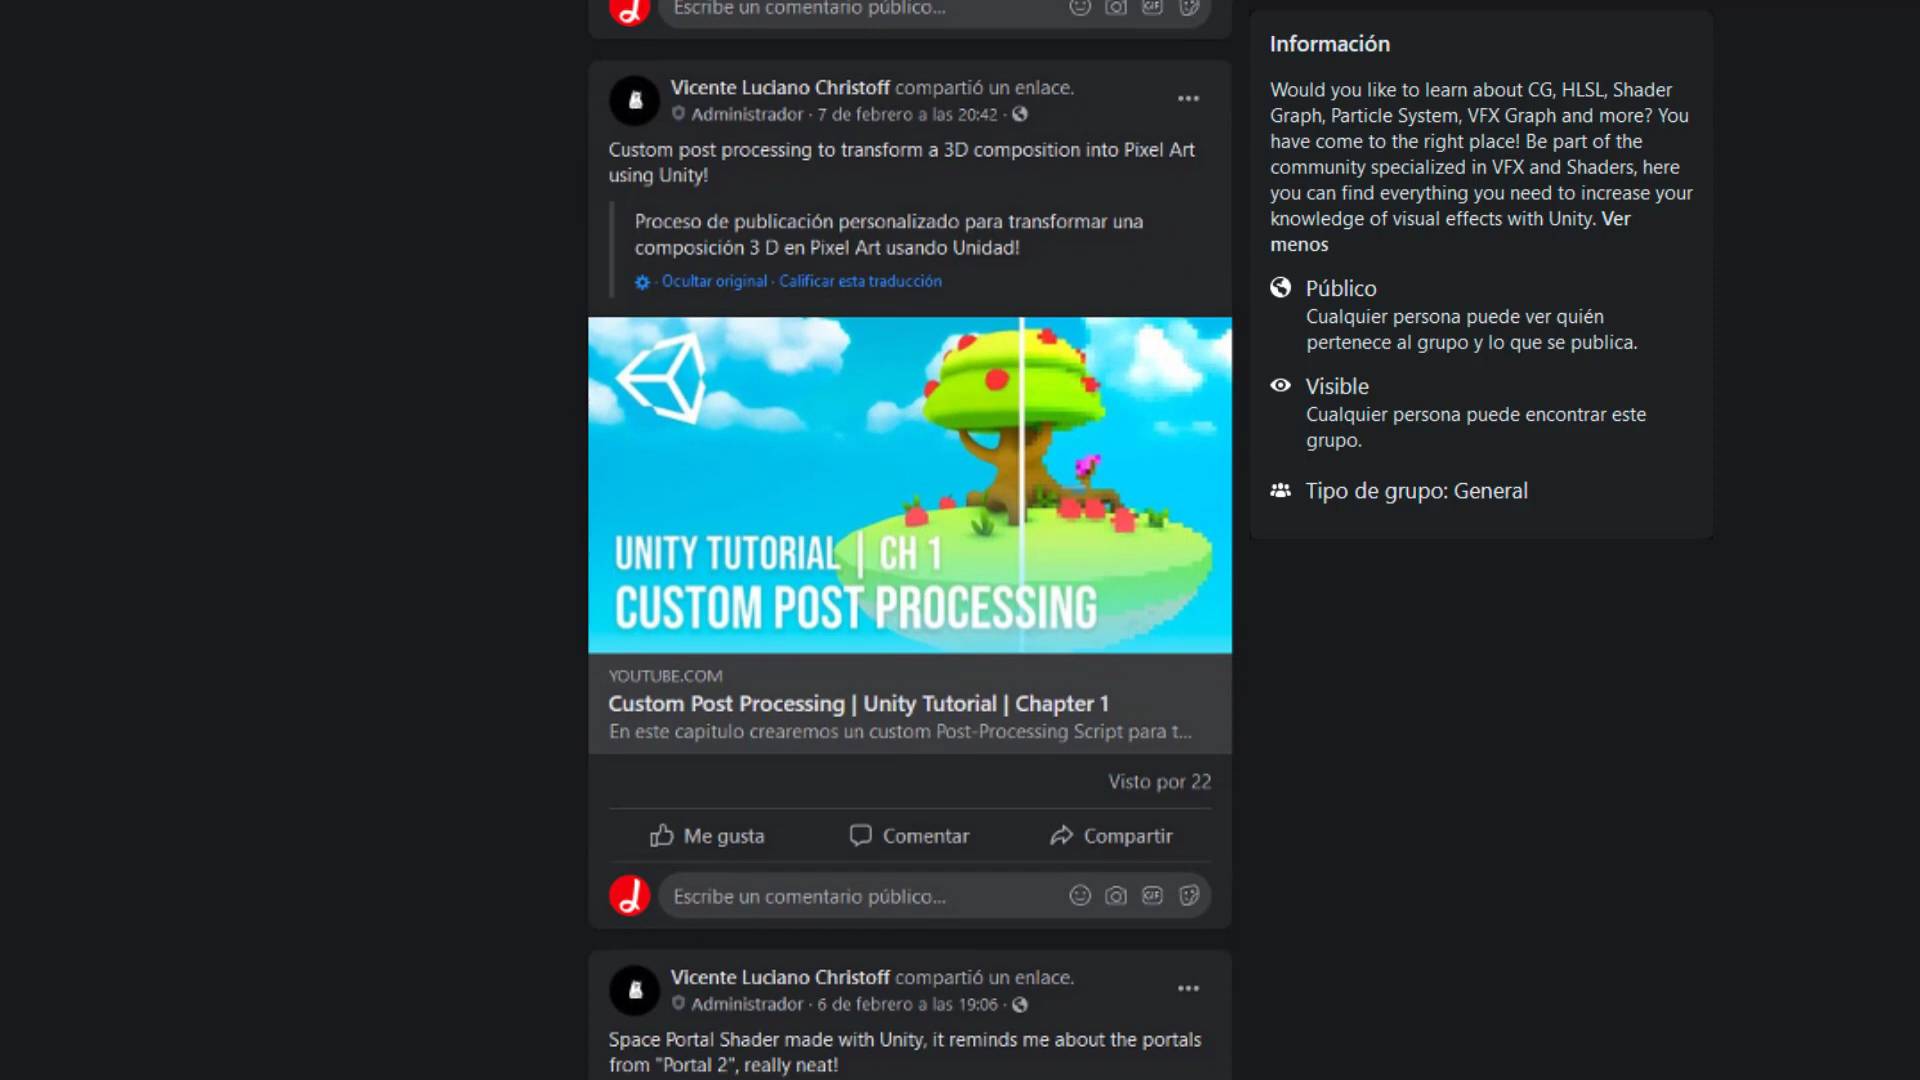 Escribe un comentario público...
GIF
Vicente Luciano Christoff compartió un enlace.
Administrador · 7 de febrero a las 20:42 ·
Custom post processing to transform a 3D composition into Pixel Art
using Unity!
Proceso de publicación personalizado para transformar una
composición 3 D en Pixel Art usando Unidad!
· Ocultar original · Calificar esta traducción
UNITY TUTORIAL | CH 1
CUSTOM POST PROCESSING
YOUTUBE.COM
Custom Post Processing | Unity Tutorial | Chapter 1
En este capitulo crearemos un custom Post-Processing Script para t...
Visto por 22
Me gusta
Comentar
Compartir
Escribe un comentario público...
GIF
Vicente Luciano Christoff compartió un enlace.
Administrador · 6 de febrero a las 19:06 ·
Space Portal Shader made with Unity, it reminds me about the portals
from "Portal 2", really neat!
Información
Would you like to learn about CG, HLSL, Shader
Graph, Particle System, VFX Graph and more? You
have come to the right place! Be part of the
community specialized in VFX and Shaders, here
you can find everything you need to increase your
knowledge of visual effects with Unity. Ver
menos
Público
Cualquier persona puede ver quién
pertenece al grupo y lo que se publica.
Visible
Cualquier persona puede encontrar este
grupo.
Tipo de grupo: General